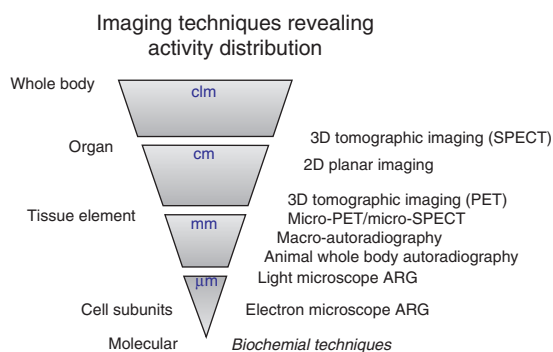 Imaging techniques revealing
activity distribution
Whole body
clm
3D tomographic imaging (SPECT)
Organ
cm
2D planar imaging
3D tomographic imaging (PET)
Tissue element
Micro-PET/micro-SPECT
mm
Macro-autoradiography
Animal whole body autoradiography
Light microscope ARG
μm
Cell subunits
Electron microscope ARG
Molecular
Biochemial techniques